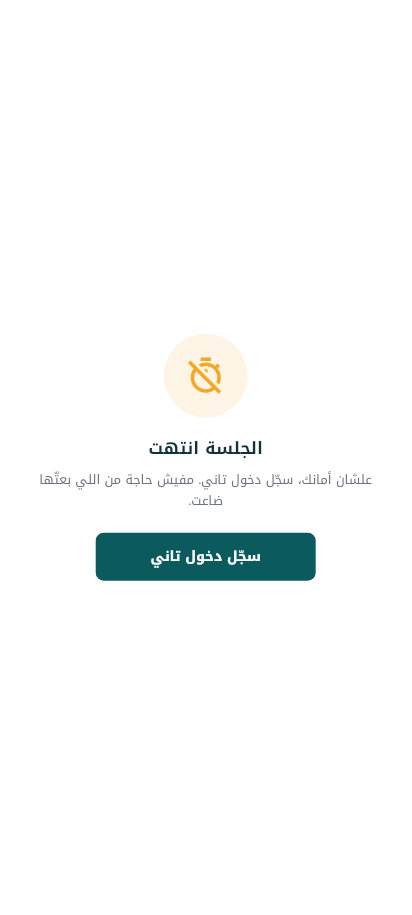 الجلسة انتهت
علشان أمانك، سجّل دخول تاني. مفيش حاجة من اللي بعتّها
ضاعت.
سجّل دخول تاني